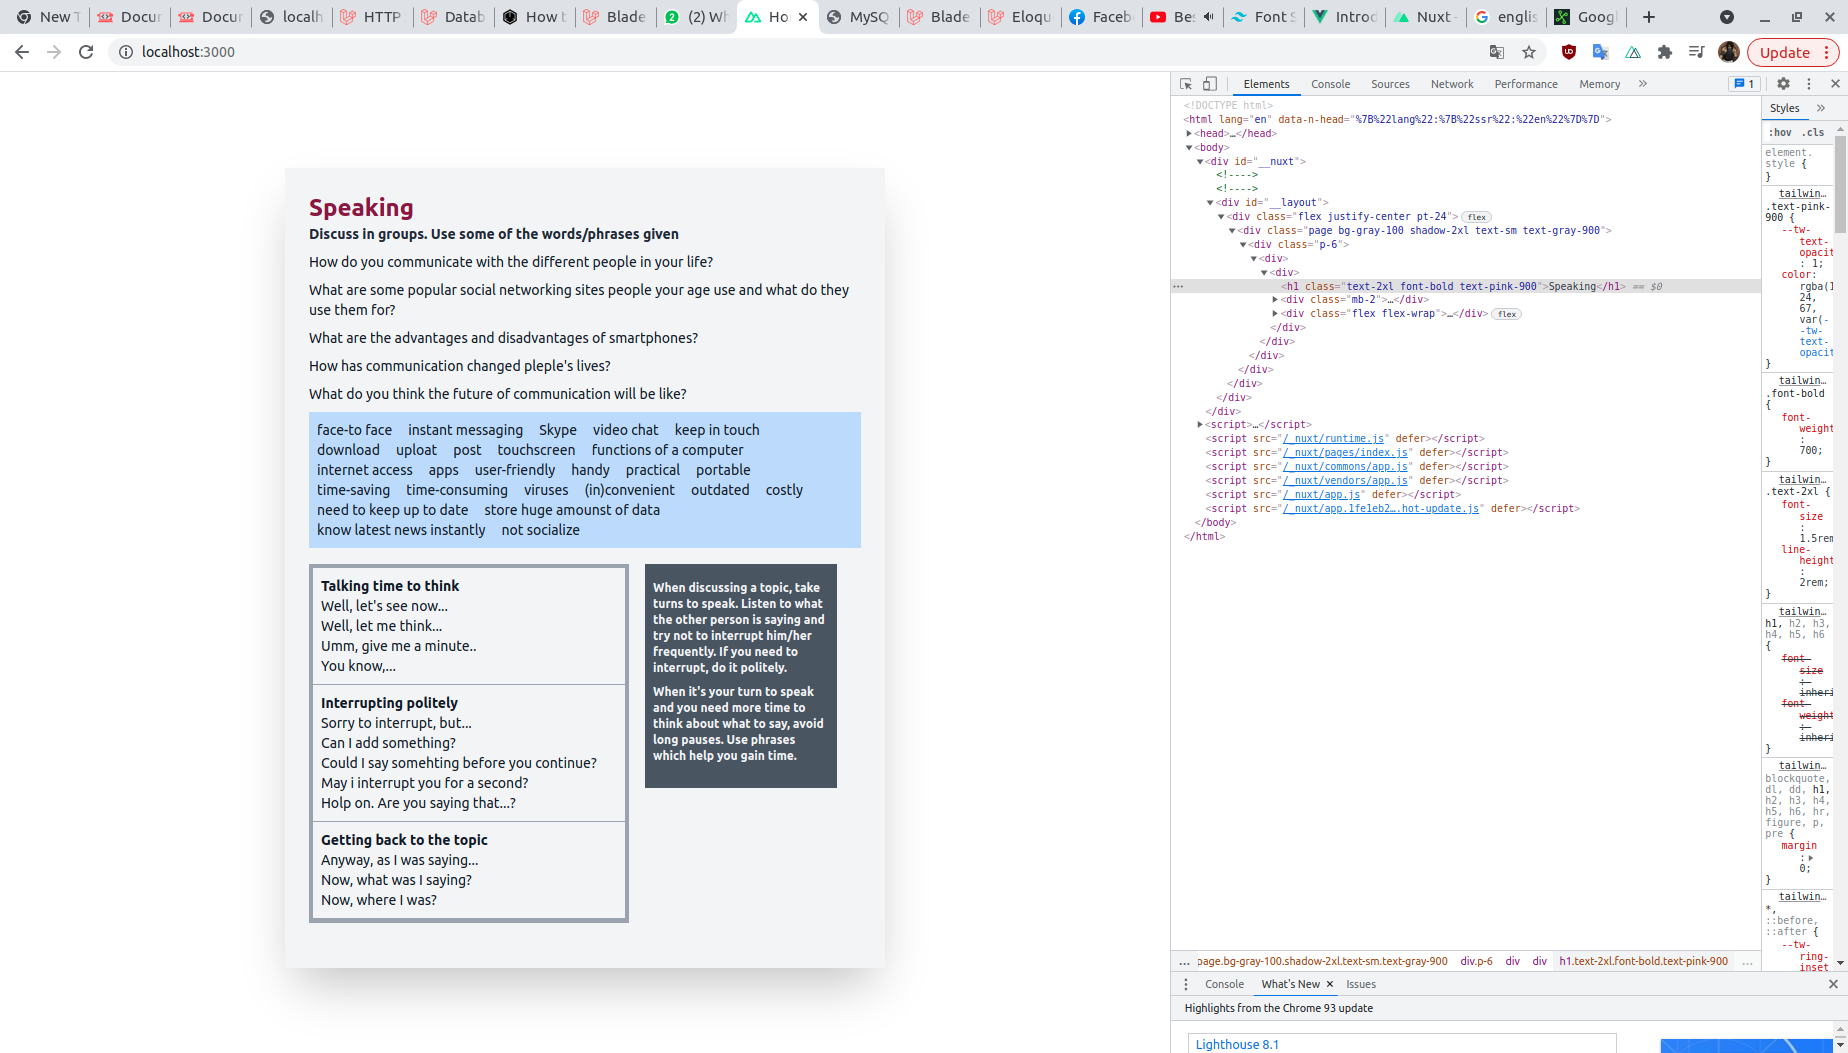 New T
Docur
Docur
localh
HTTP
Datab
How t
Blade
(2) Wh
Ho
MySQ
Blade
Eloqu
Faceb
Bes
Font S
Introd
Nuxt -
englis
Googl
localhost:3000
Update
Speaking
Discuss in groups. Use some of the words/phrases given
How do you communicate with the different people in your life?
What are some popular social networking sites people your age use and what do they
use them for?
What are the advantages and disadvantages of smartphones?
How has communication changed pleple's lives?
What do you think the future of communication will be like?
face-to face instant messaging Skype video chat keep in touch
download uploat post touchscreen functions of a computer
internet access apps user-friendly handy practical portable
time-saving time-consuming viruses (in)convenient outdated costly
need to keep up to date store huge amounst of data
know latest news instantly not socialize
Talking time to think
Well, let's see now...
Well, let me think...
Umm, give me a minute..
You know,...
Interrupting politely
Sorry to interrupt, but...
Can I add something?
Could I say somehting before you continue?
May i interrupt you for a second?
Holp on. Are you saying that...?
Getting back to the topic
Anyway, as I was saying...
Now, what was I saying?
Now, where I was?
When discussing a topic, take
turns to speak. Listen to what
the other person is saying and
try not to interrupt him/her
frequently. If you need to
interrupt, do it politely.
When it's your turn to speak
and you need more time to
think about what to say, avoid
long pauses. Use phrases
which help you gain time.
Elements Console Sources Network Performance Memory » 1
<!DOCTYPE html>
<html lang="en" data-n-head="%7B%22lang%22:%7B%22ssr%22:%22en%22%7D%7D">
<head>…</head>
<body>
<div id="__nuxt">
<!---->
<!---->
<div id="__layout">
<div class="flex justify-center pt-24"> flex
<div class="page bg-gray-100 shadow-2xl text-sm text-gray-900">
<div class="p-6">
<div>
<div>
<h1 class="text-2xl font-bold text-pink-900">Speaking</h1> == $0
<div class="mb-2">…</div>
<div class="flex flex-wrap">…</div> flex
</div>
</div>
</div>
</div>
</div>
</div>
</div>
<script>…</script>
<script src="/_nuxt/runtime.js" defer></script>
<script src="/_nuxt/pages/index.js" defer></script>
<script src="/_nuxt/commons/app.js" defer></script>
<script src="/_nuxt/vendors/app.js" defer></script>
<script src="/_nuxt/app.js" defer></script>
<script src="/_nuxt/app.1fe1eb2….hot-update.js" defer></script>
</body>
</html>
… page.bg-gray-100.shadow-2xl.text-sm.text-gray-900 div.p-6 div div h1.text-2xl.font-bold.text-pink-900 …
Styles »
:hov .cls
element.
style {
}
tailwin…
.text-pink-
900 {
--tw-
text-
opacit
: 1;
color:
rgba(1
24,
67,
var(-
-tw-
text-
opacit
}
tailwin…
.font-bold
{
font-
weight
:
700;
}
tailwin…
.text-2xl {
font-
size
:
1.5rem
line-
height
:
2rem;
}
tailwin…
h1, h2, h3,
h4, h5, h6
{
font-
size
:
inheri
font-
weight
:
inheri
}
tailwin…
blockquote,
dl, dd, h1,
h2, h3, h4,
h5, h6, hr,
figure, p,
pre {
margin
:
0;
}
tailwin…
*,
::before,
::after {
--tw-
ring-
inset
Console What's New Issues
Highlights from the Chrome 93 update
Lighthouse 8.1